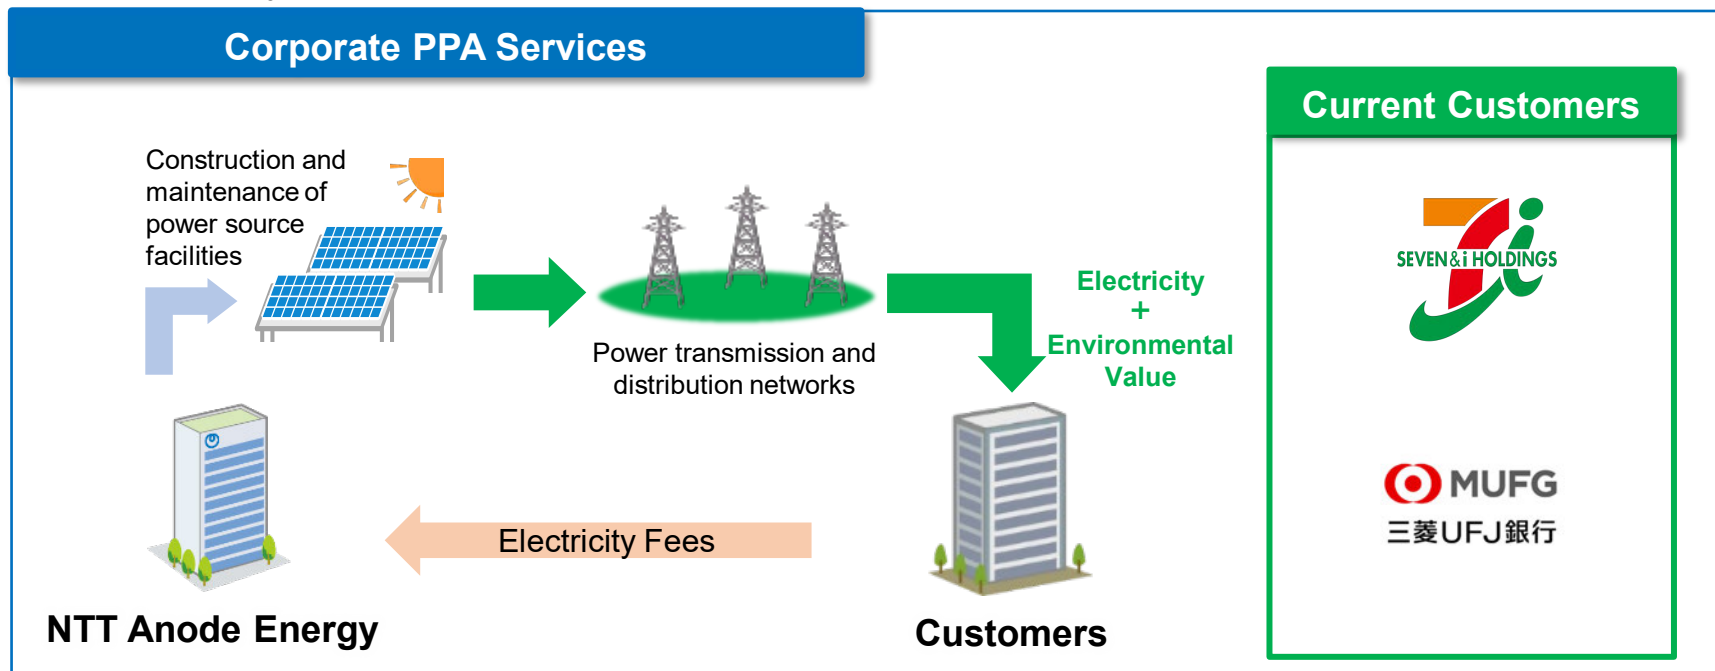 Corporate PPA Services
Current Customers
Construction and
maintenance of
power source
facilities
Power transmission and
distribution networks
Electricity
+
Environmental
Value
SEVEN&i HOLDINGS
MUFG
三菱UFJ銀行
Electricity Fees
NTT Anode Energy
Customers